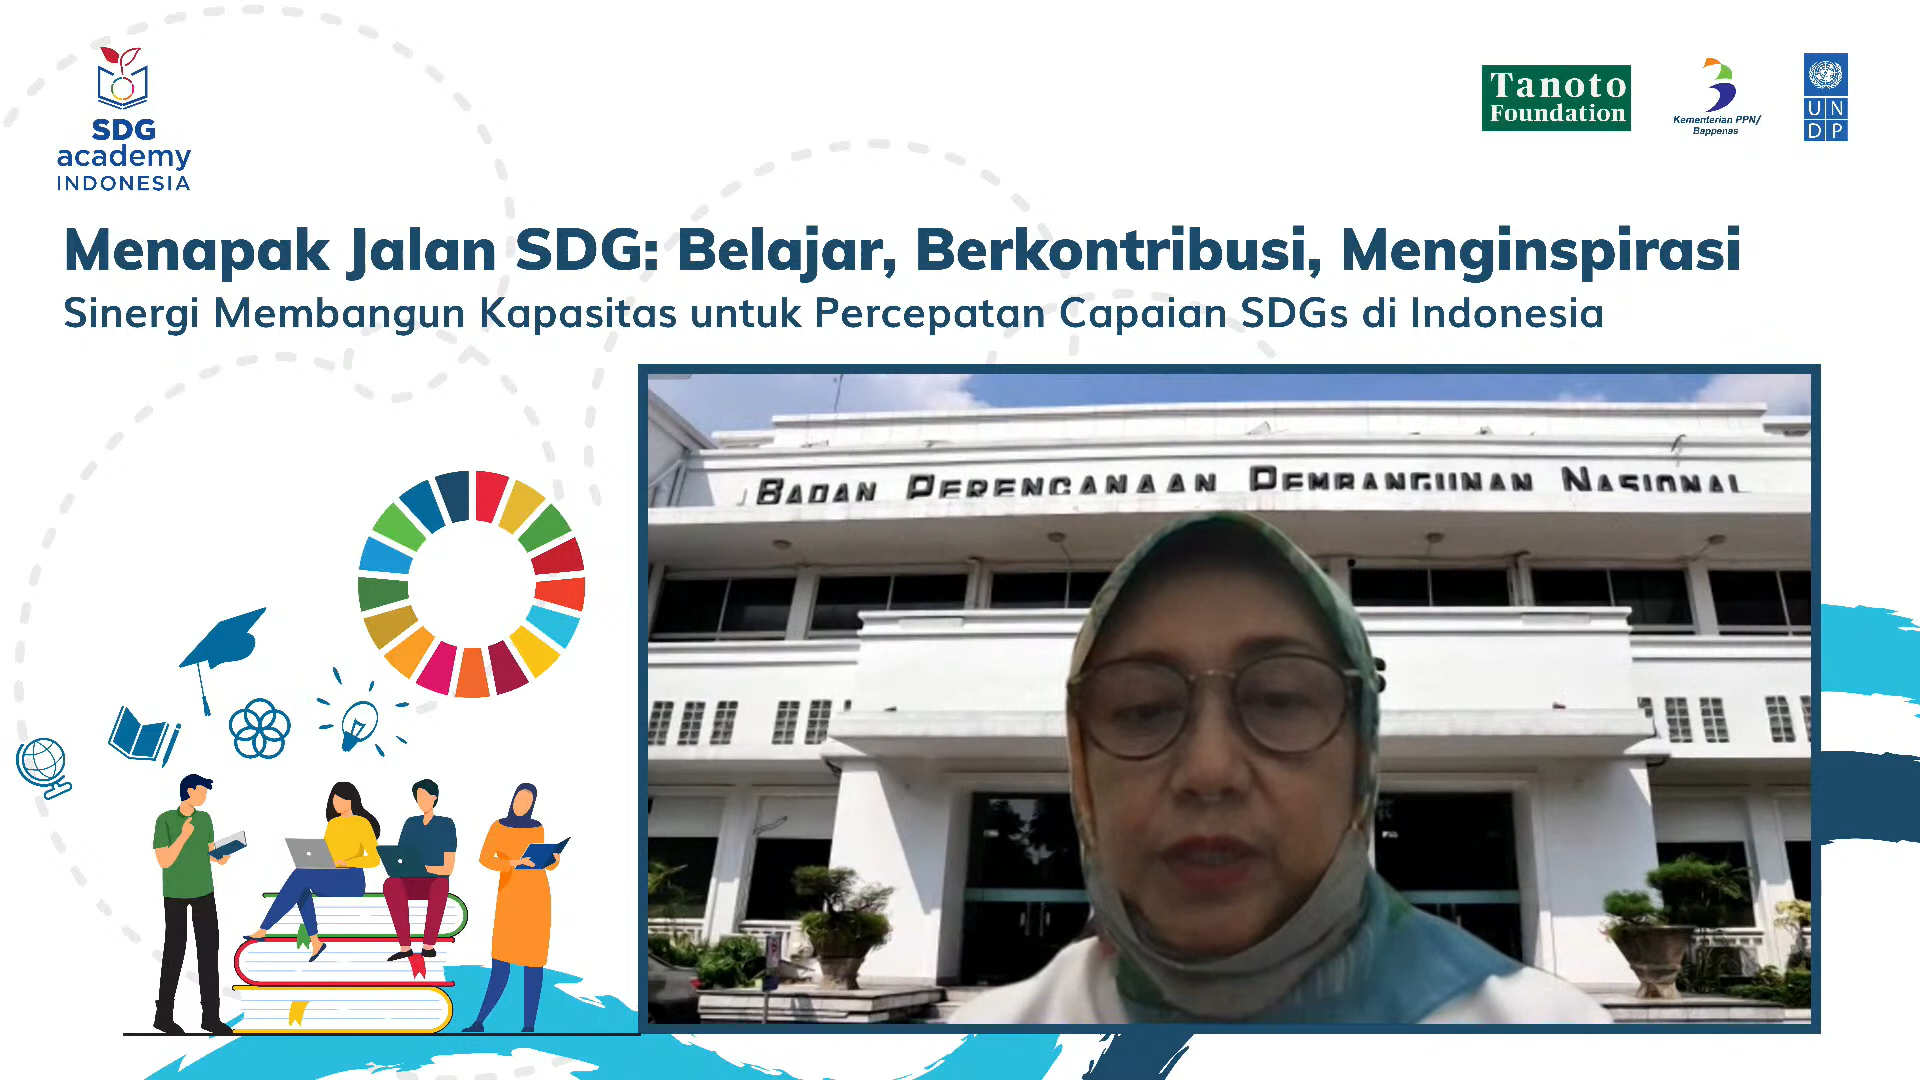 SDG
academy
INDONESIA
Tanoto
Foundation
Kementerian PPN/
Bappenas
U N
D P
Menapak Jalan SDG: Belajar, Berkontribusi, Menginspirasi
Sinergi Membangun Kapasitas untuk Percepatan Capaian SDGs di Indonesia
BADAN PERENCANAAN PEMBANGUNAN NASIONAL